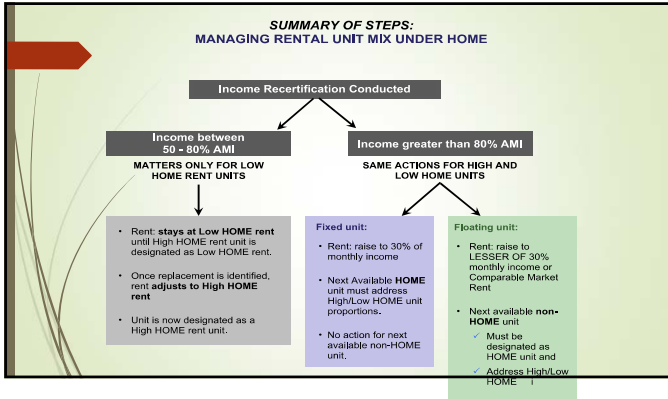 SUMMARY OF STEPS:
MANAGING RENTAL UNIT MIX UNDER HOME
Income Recertification Conducted
Income between
50 - 80% AMI
MATTERS ONLY FOR LOW
HOME RENT UNITS
• Rent: stays at Low HOME rent
until High HOME rent unit is
designated as Low HOME rent.
• Once replacement is identified,
rent adjusts to High HOME
rent
• Unit is now designated as a
High HOME rent unit.
Income greater than 80% AMI
SAME ACTIONS FOR HIGH AND
LOW HOME UNITS
Fixed unit:
• Rent: raise to 30% of
monthly income
• Next Available HOME
unit must address
High/Low HOME unit
proportions.
• No action for next
available non-HOME
unit.
Floating unit:
• Rent: raise to
LESSER OF 30%
monthly income or
Comparable Market
Rent
• Next available non-
HOME unit
✓ Must be
designated as
HOME unit and
✓ Address High/Low
HOME